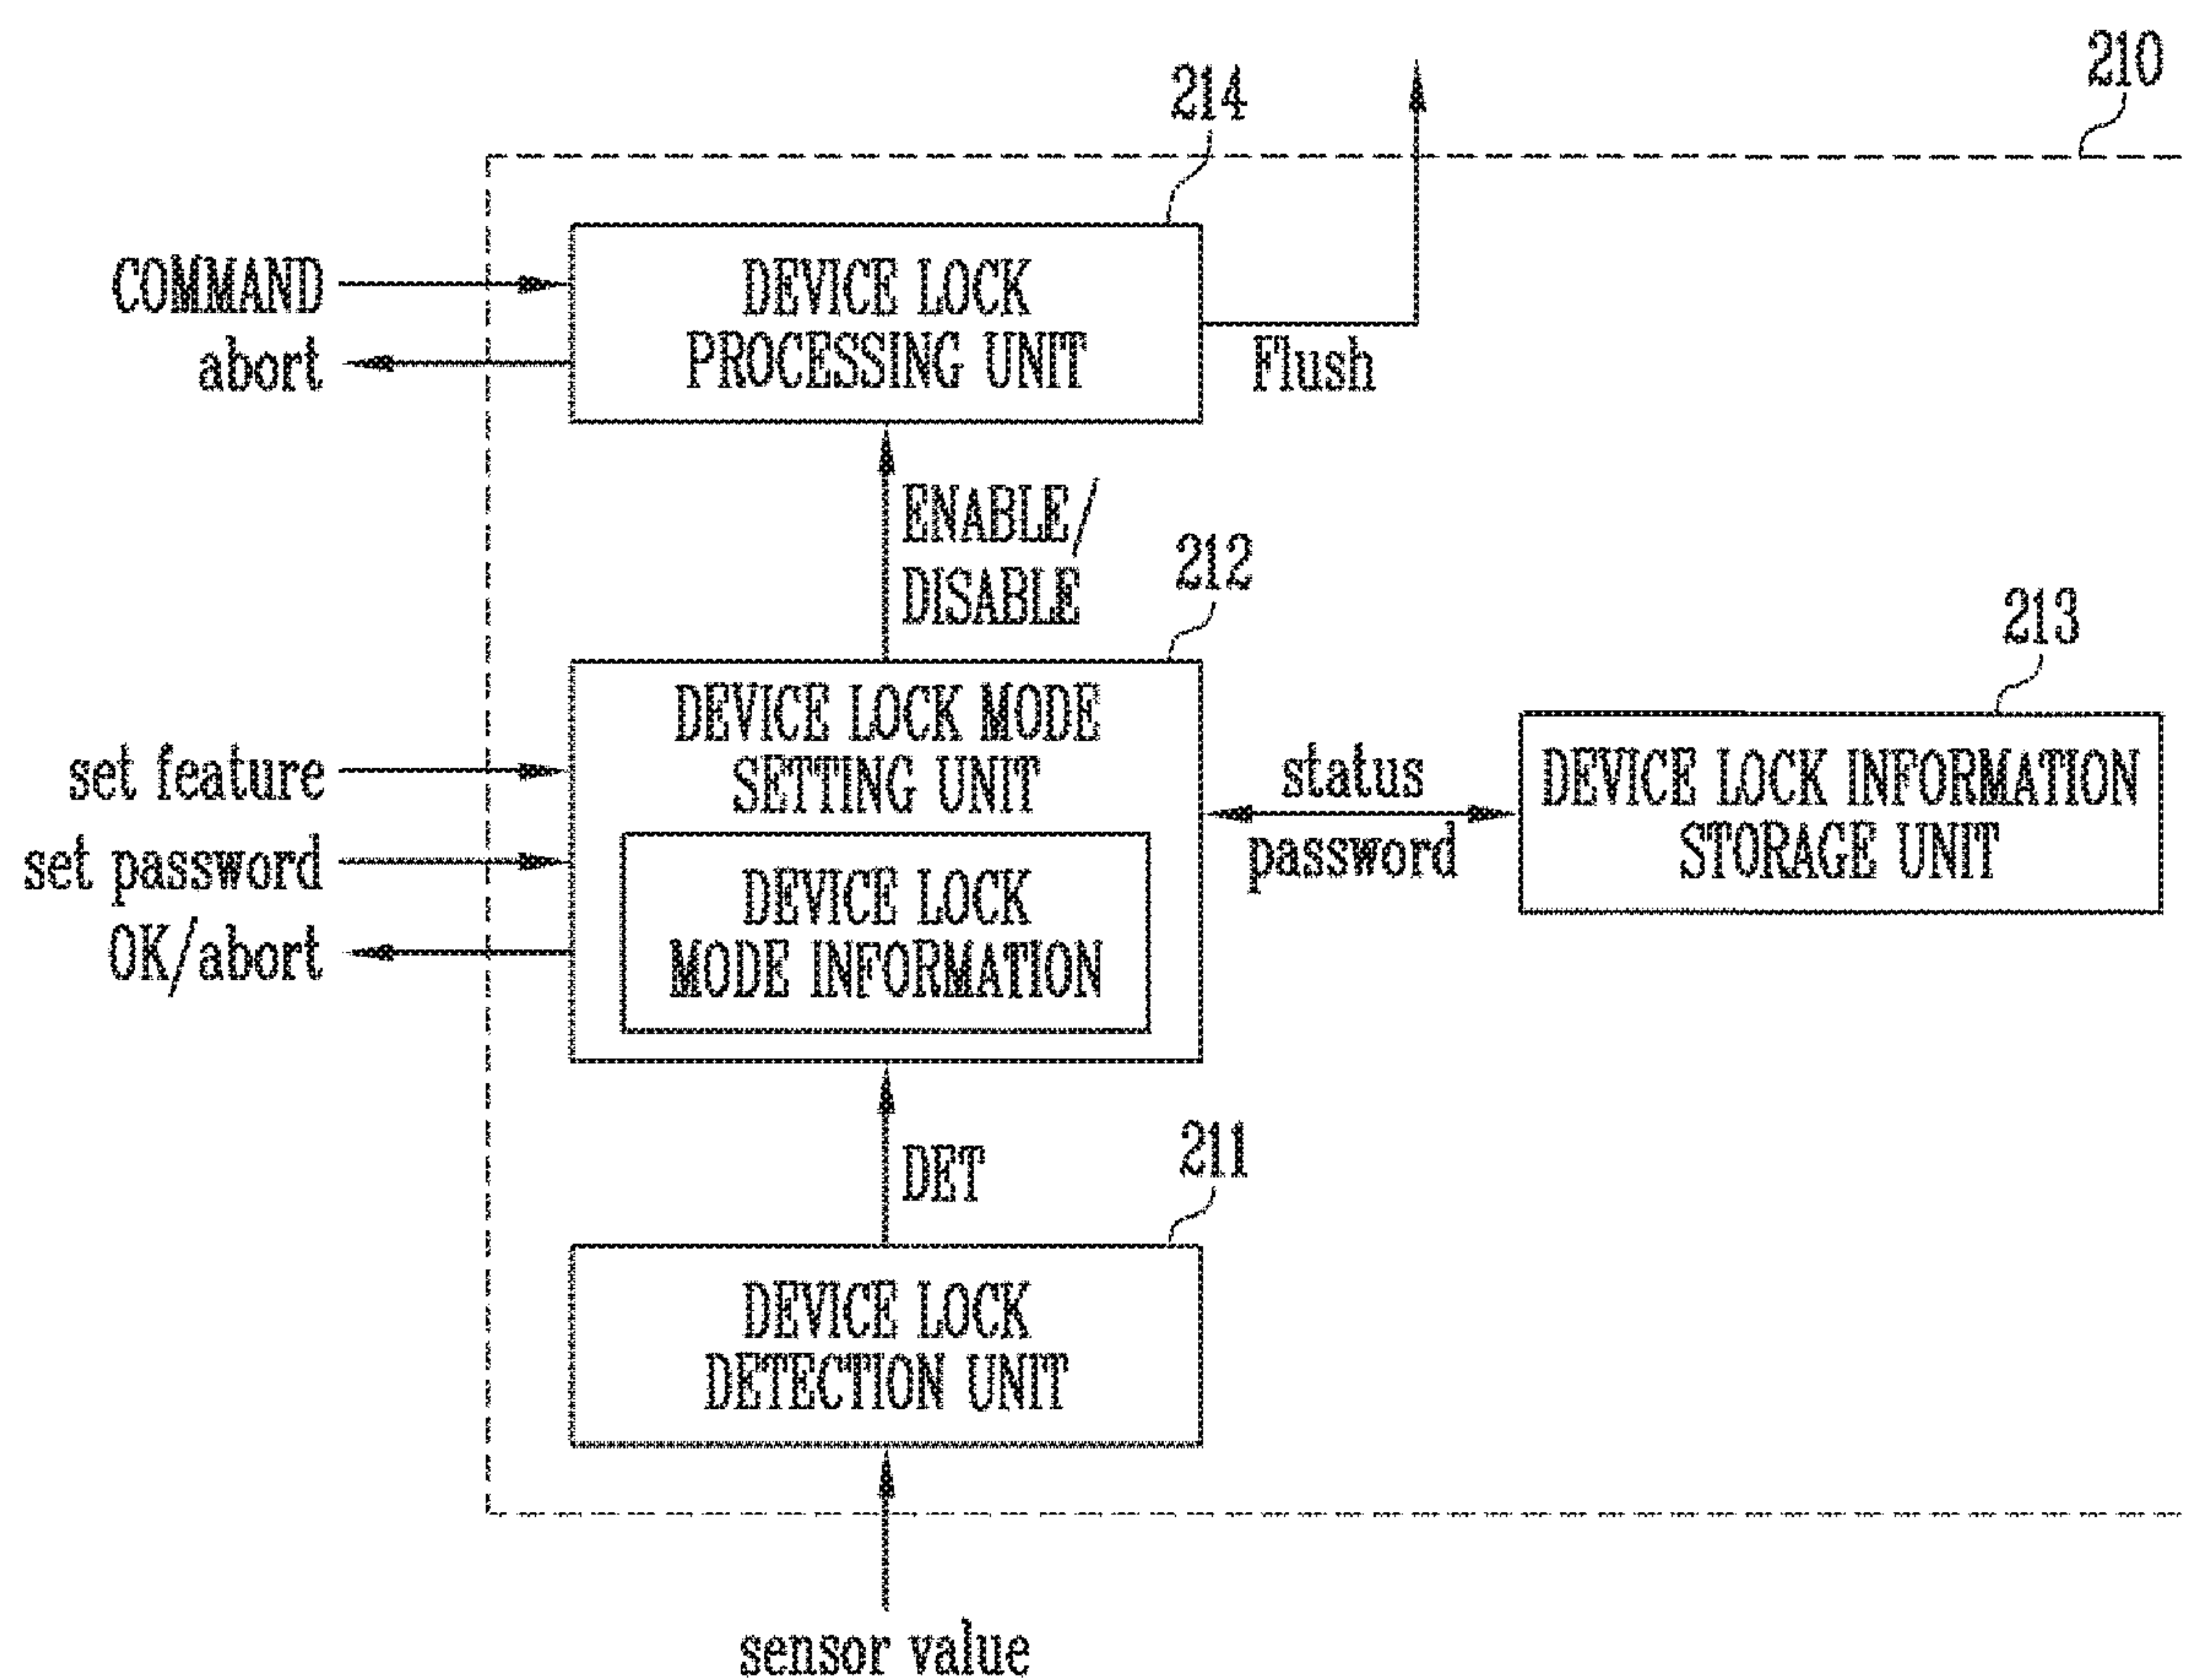 210
214
COMMAND
abort
DEVICE LOCK
PROCESSING UNIT
Flush
ENABLE/
DISABLE
212
213
set feature
set password
OK/abort
DEVICE LOCK MODE
SETTING UNIT
DEVICE LOCK
MODE INFORMATION
status
password
DEVICE LOCK INFORMATION
STORAGE UNIT
DET
211
DEVICE LOCK
DETECTION UNIT
sensor value